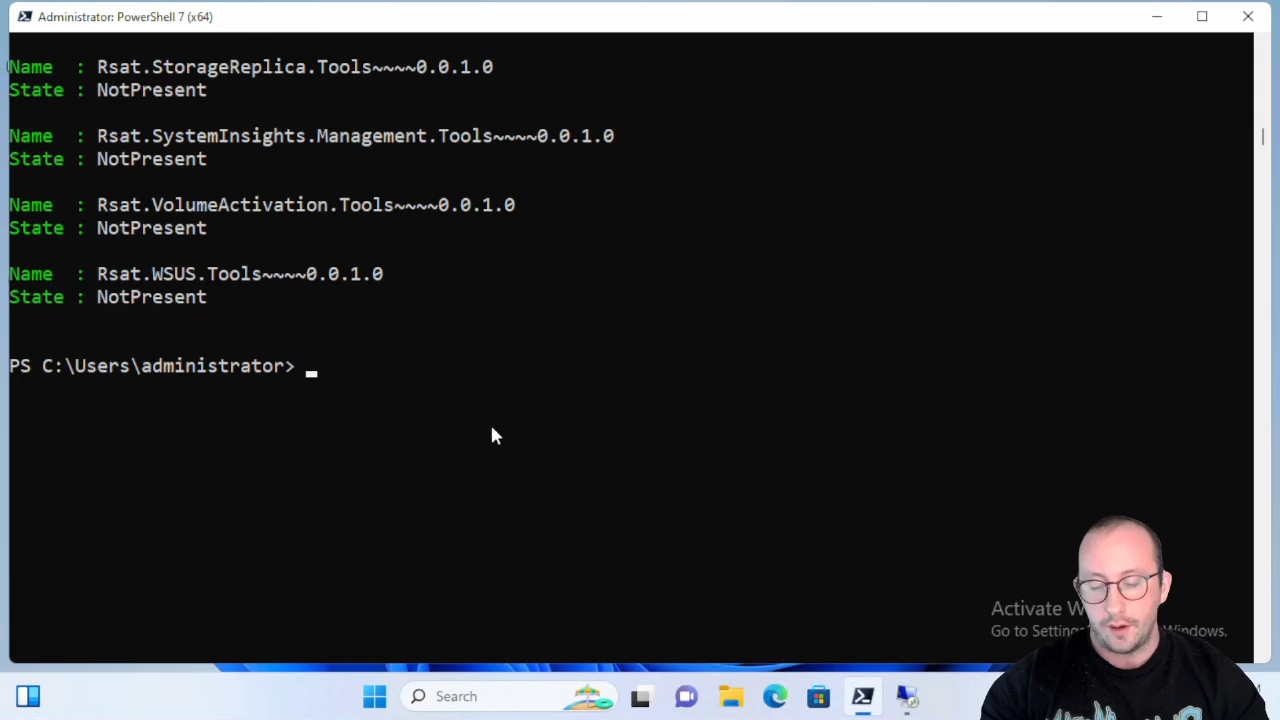 Administrator: PowerShell 7 (x64)
Name  : Rsat.StorageReplica.Tools~~~~0.0.1.0
State : NotPresent
Name  : Rsat.SystemInsights.Management.Tools~~~~0.0.1.0
State : NotPresent
Name  : Rsat.VolumeActivation.Tools~~~~0.0.1.0
State : NotPresent
Name  : Rsat.WSUS.Tools~~~~0.0.1.0
State : NotPresent
PS C:\Users\administrator>
Activate W
Go to Setting Windows.
Search